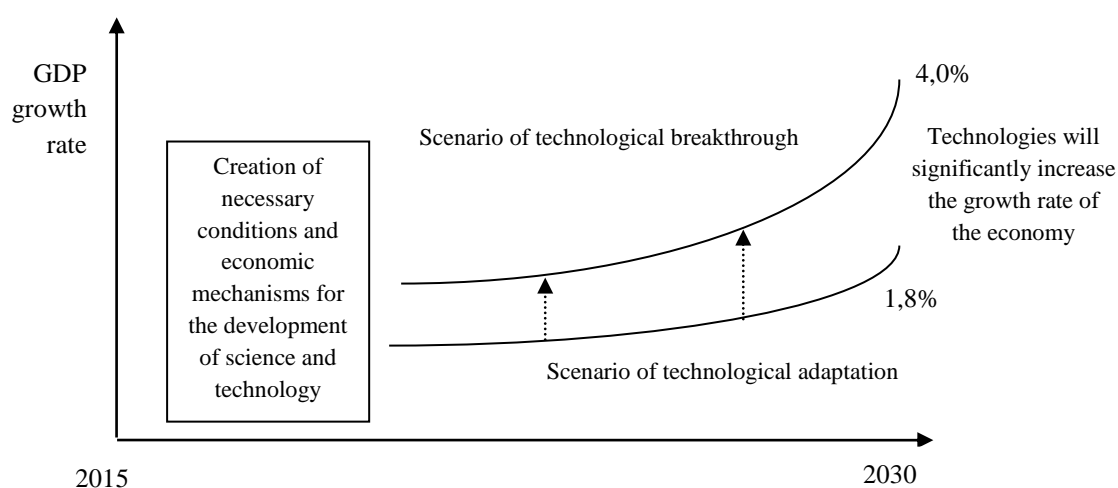 GDP
growth
rate
Creation of
necessary
conditions and
economic
mechanisms for
the development
of science and
technology
Scenario of technological breakthrough
4,0%
Technologies will
significantly increase
the growth rate of
the economy
1,8%
Scenario of technological adaptation
2015
2030